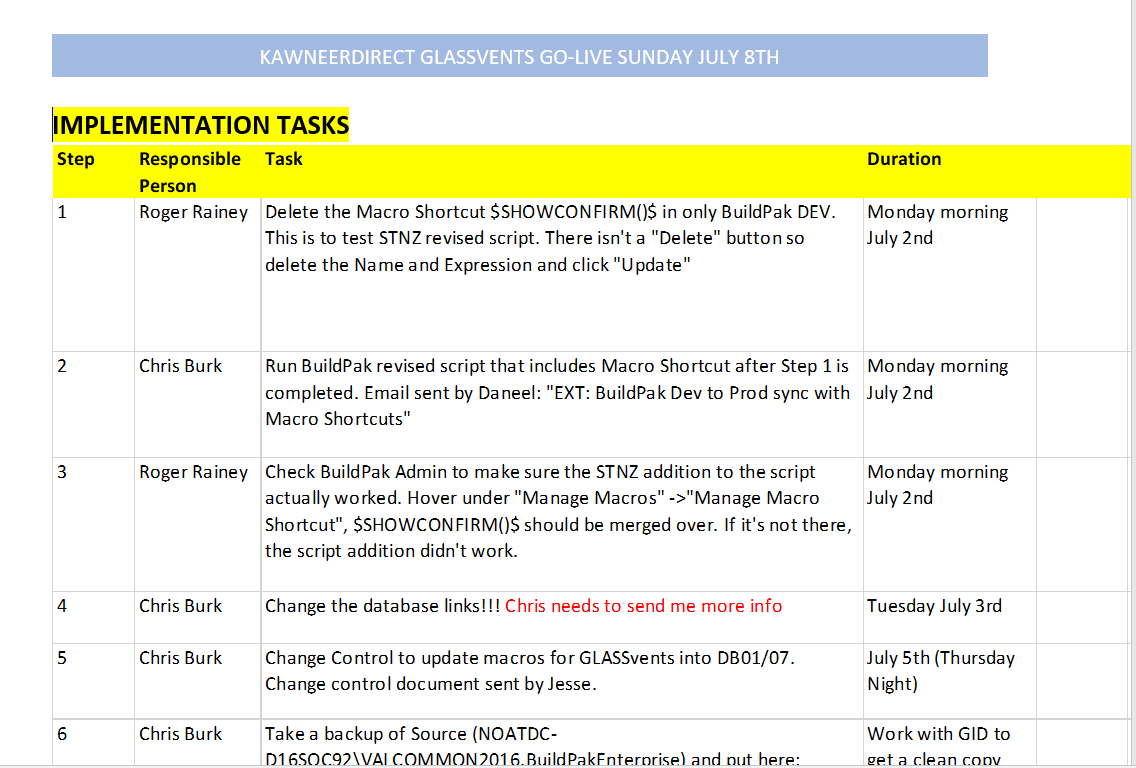 KAWNEERDIRECT GLASSVENTS GO-LIVE SUNDAY JULY 8TH
IMPLEMENTATION TASKS
Step Responsible Person Task Duration
1 Roger Rainey Delete the Macro Shortcut $SHOWCONFIRM()$ in only BuildPak DEV. Monday morning
This is to test STNZ revised script. There isn't a "Delete" button so July 2nd
delete the Name and Expression and click "Update"
2 Chris Burk Run BuildPak revised script that includes Macro Shortcut after Step 1 is Monday morning
completed. Email sent by Daneel: "EXT: BuildPak Dev to Prod sync with July 2nd
Macro Shortcuts"
3 Roger Rainey Check BuildPak Admin to make sure the STNZ addition to the script Monday morning
actually worked. Hover under "Manage Macros" ->"Manage Macro July 2nd
Shortcut", $SHOWCONFIRM()$ should be merged over. If it's not there,
the script addition didn't work.
4 Chris Burk Change the database links!!! Chris needs to send me more info Tuesday July 3rd
5 Chris Burk Change Control to update macros for GLASSvents into DB01/07. July 5th (Thursday
Change control document sent by Jesse. Night)
6 Chris Burk Take a backup of Source (NOATDC- Work with GID to
D16SOC92\VALCOMMON2016.BuildPakEnterprise) and put here: get a clean copy